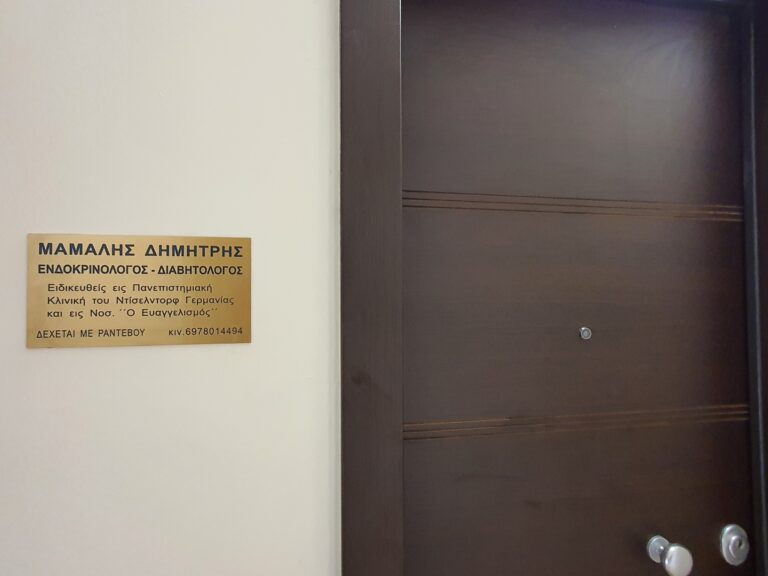 ΜΑΜΑΛΗΣ ΔΗΜΗΤΡΗΣ
ΕΝΔΟΚΡΙΝΟΛΟΓΟΣ - ΔΙΑΒΗΤΟΛΟΓΟΣ
Ειδικευθείς εις Πανεπιστημιακή
Κλινική του Ντίσελντορφ Γερμανίας
και εις Νοσ. ΄΄Ο Ευαγγελισμός΄΄
ΔΕΧΕΤΑΙ ΜΕ ΡΑΝΤΕΒΟΥ κιν.6978014494